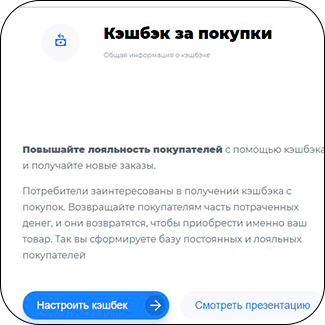 Кэшбэк за покупки
Общая информация о кэшбэке
Повышайте лояльность покупателей с помощью кэшбэка
и получайте новые заказы.
Потребители заинтересованы в получении кэшбэка с
покупок. Возвращайте покупателям часть потраченных
денег, и они возвратятся, чтобы приобрести именно ваш
товар. Так вы сформируете базу постоянных и лояльных
покупателей
Настроить кэшбек
Смотреть презентацию